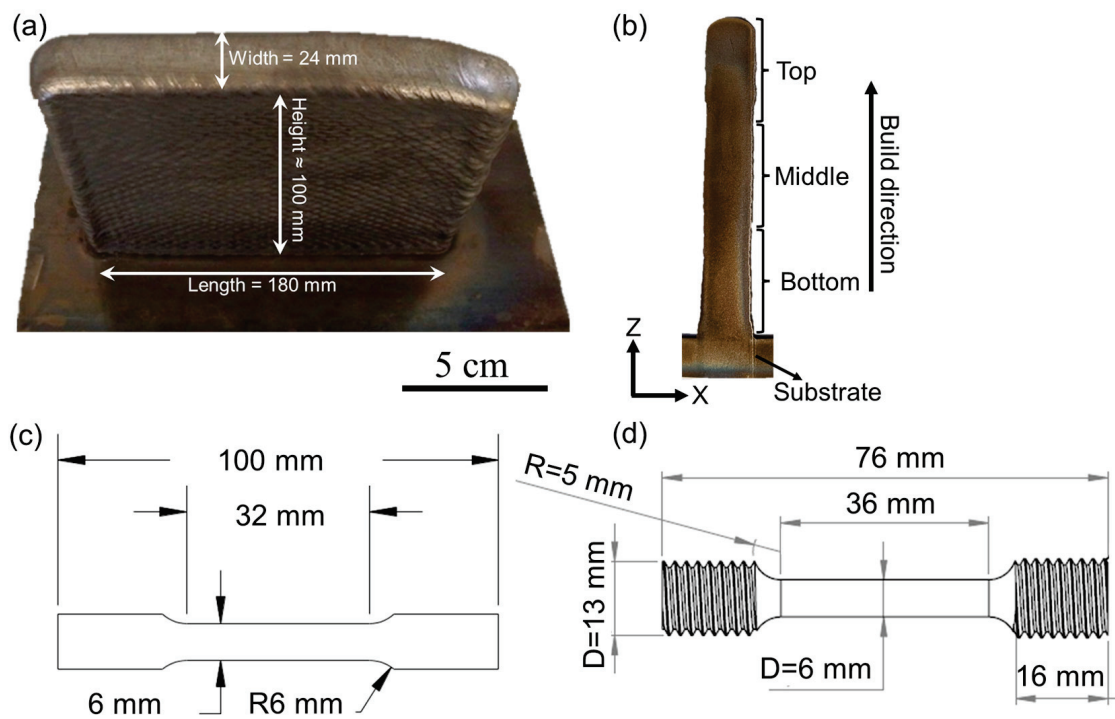 (a)
Width = 24 mm
Height ≈ 100 mm
Length = 180 mm
5 cm
(b)
Top
Middle
Bottom
Build direction
Z
X
Substrate
(c)
100 mm
32 mm
6 mm
R6 mm
(d)
R=5 mm
76 mm
36 mm
D=13 mm
D=6 mm
16 mm